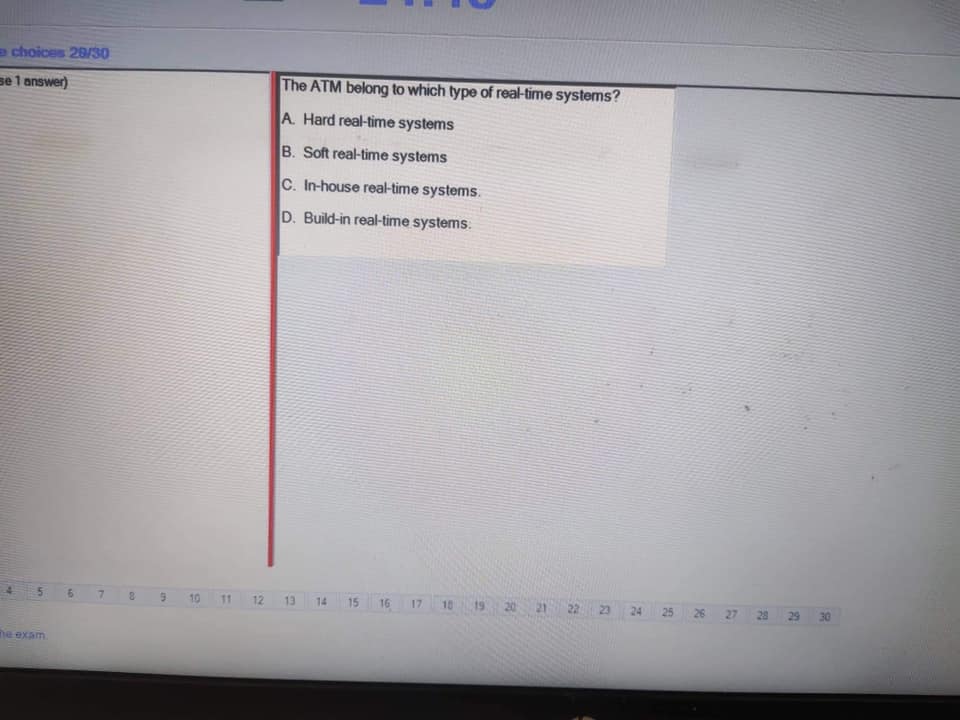 choices 29/30
1 answer)
The ATM belong to which type of real-time systems?
A. Hard real-time systems
B. Soft real-time systems
C. In-house real-time systems.
D. Build-in real-time systems.
4 5 6 7 8 9 10 11 12 13 14 15 16 17 18 19 20 21 22 23 24 25 26 27 28 29 30
he exam